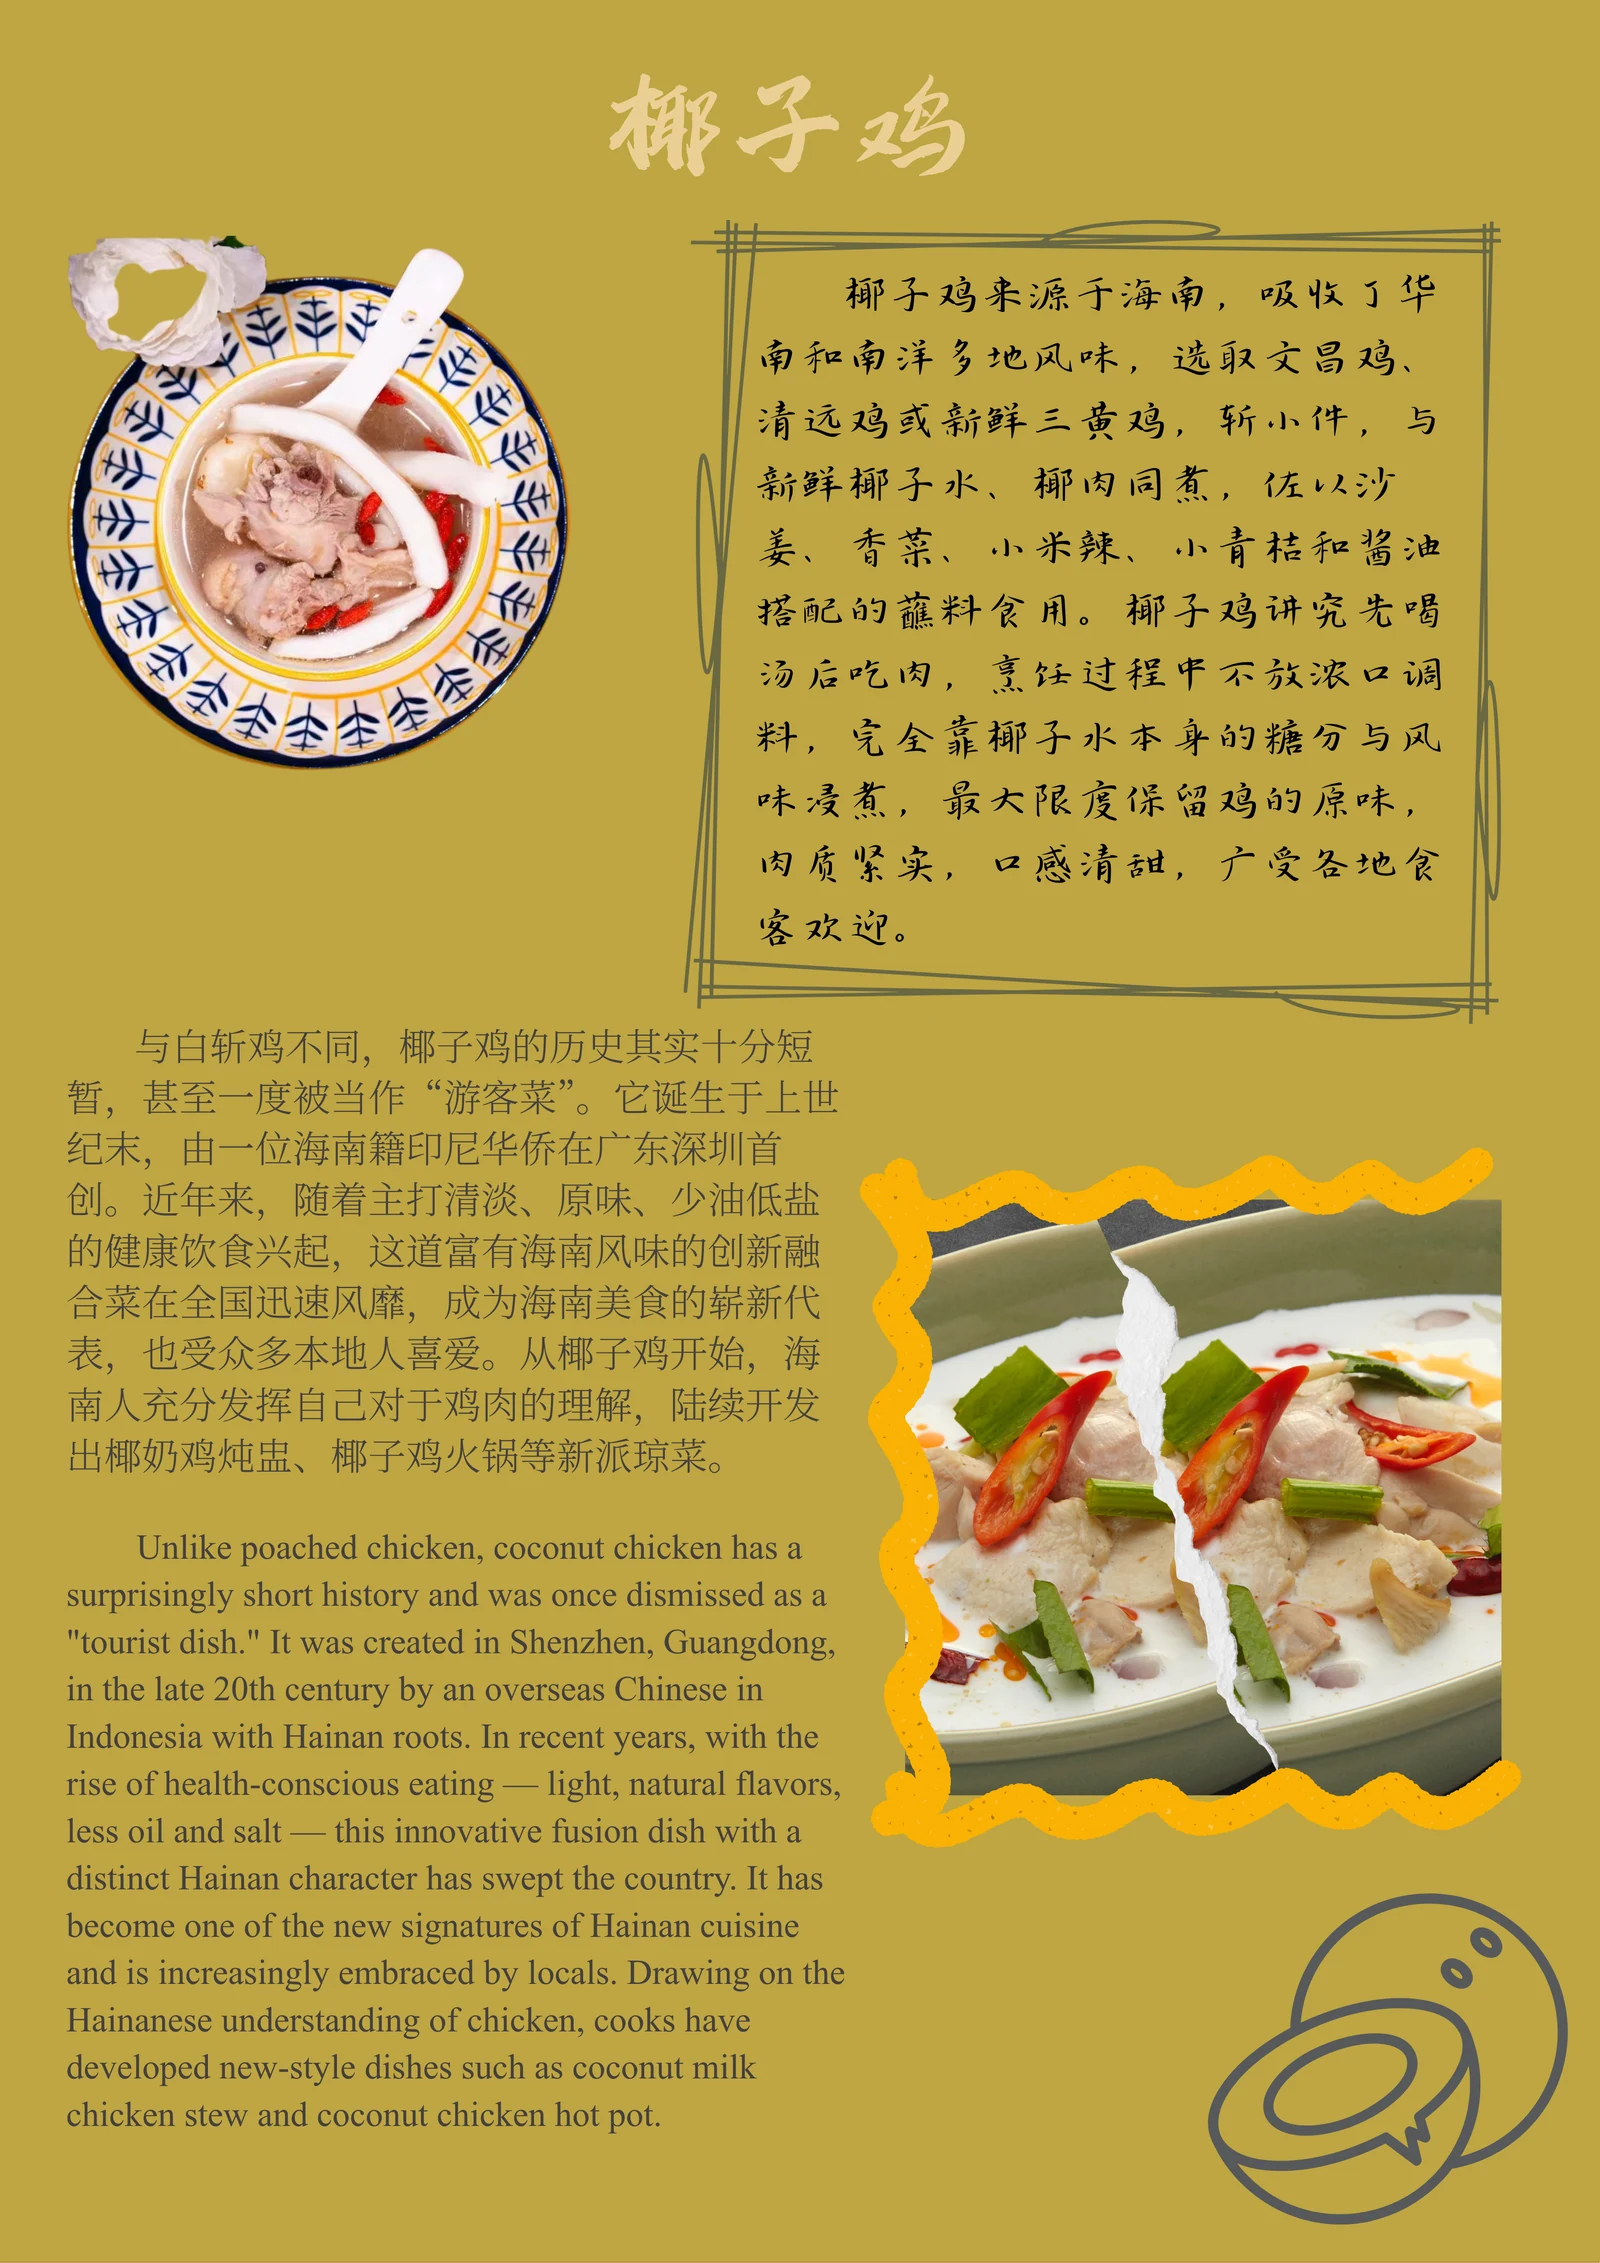 椰子鸡
椰子鸡来源于海南，吸收了华
南和南洋多地风味，选取文昌鸡、
清远鸡或新鲜三黄鸡，斩小件，与
新鲜椰子水、椰肉同煮，佐以沙
姜、香菜、小米辣、小青桔和酱油
搭配的蘸料食用。椰子鸡讲究先喝
汤后吃肉，烹饪过程中不放浓口调
料，完全靠椰子水本身的糖分与风
味浸煮，最大限度保留鸡的原味，
肉质紧实，口感清甜，广受各地食
客欢迎。
与白斩鸡不同，椰子鸡的历史其实十分短
暂，甚至一度被当作“游客菜”。它诞生于上世
纪末，由一位海南籍印尼华侨在广东深圳首
创。近年来，随着主打清淡、原味、少油低盐
的健康饮食兴起，这道富有海南风味的创新融
合菜在全国迅速风靡，成为海南美食的崭新代
表，也受众多本地人喜爱。从椰子鸡开始，海
南人充分发挥自己对于鸡肉的理解，陆续开发
出椰奶鸡炖盅、椰子鸡火锅等新派琼菜。
Unlike poached chicken, coconut chicken has a
surprisingly short history and was once dismissed as a
"tourist dish." It was created in Shenzhen, Guangdong,
in the late 20th century by an overseas Chinese in
Indonesia with Hainan roots. In recent years, with the
rise of health-conscious eating — light, natural flavors,
less oil and salt — this innovative fusion dish with a
distinct Hainan character has swept the country. It has
become one of the new signatures of Hainan cuisine
and is increasingly embraced by locals. Drawing on the
Hainanese understanding of chicken, cooks have
developed new-style dishes such as coconut milk
chicken stew and coconut chicken hot pot.